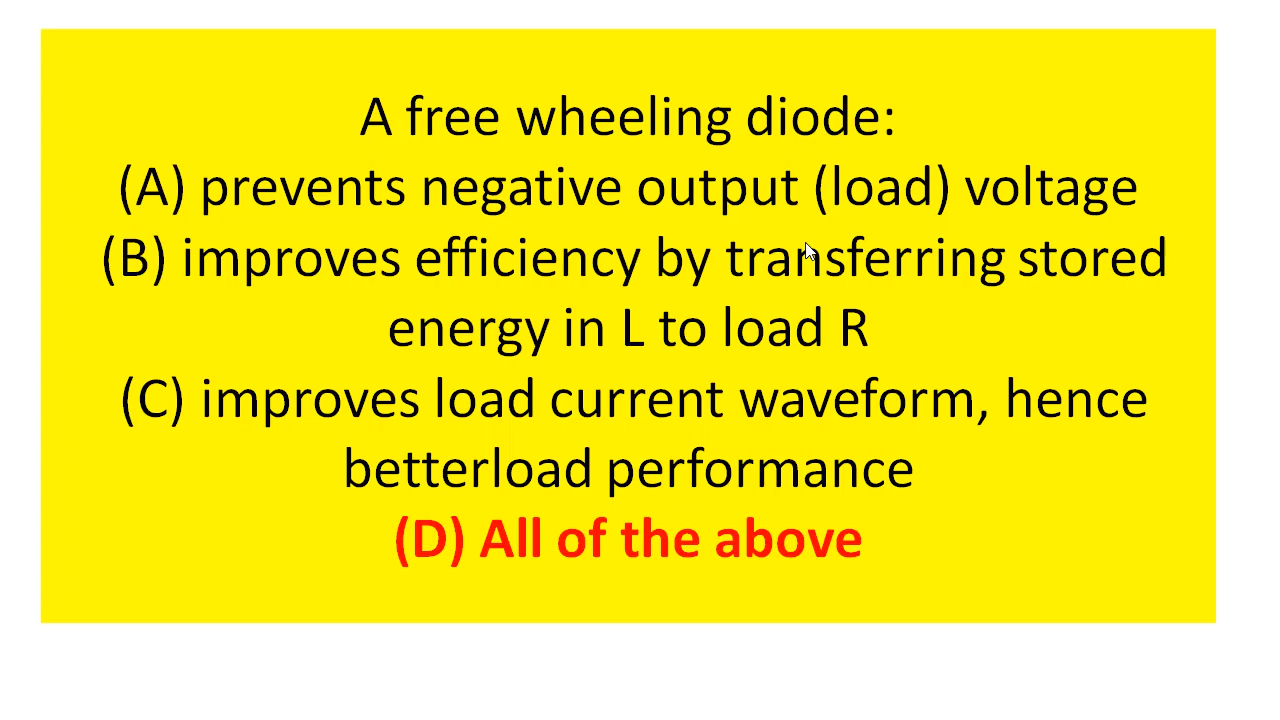 A free wheeling diode:
(A) prevents negative output (load) voltage
(B) improves efficiency by transferring stored
energy in L to load R
(C) improves load current waveform, hence
betterload performance
(D) All of the above